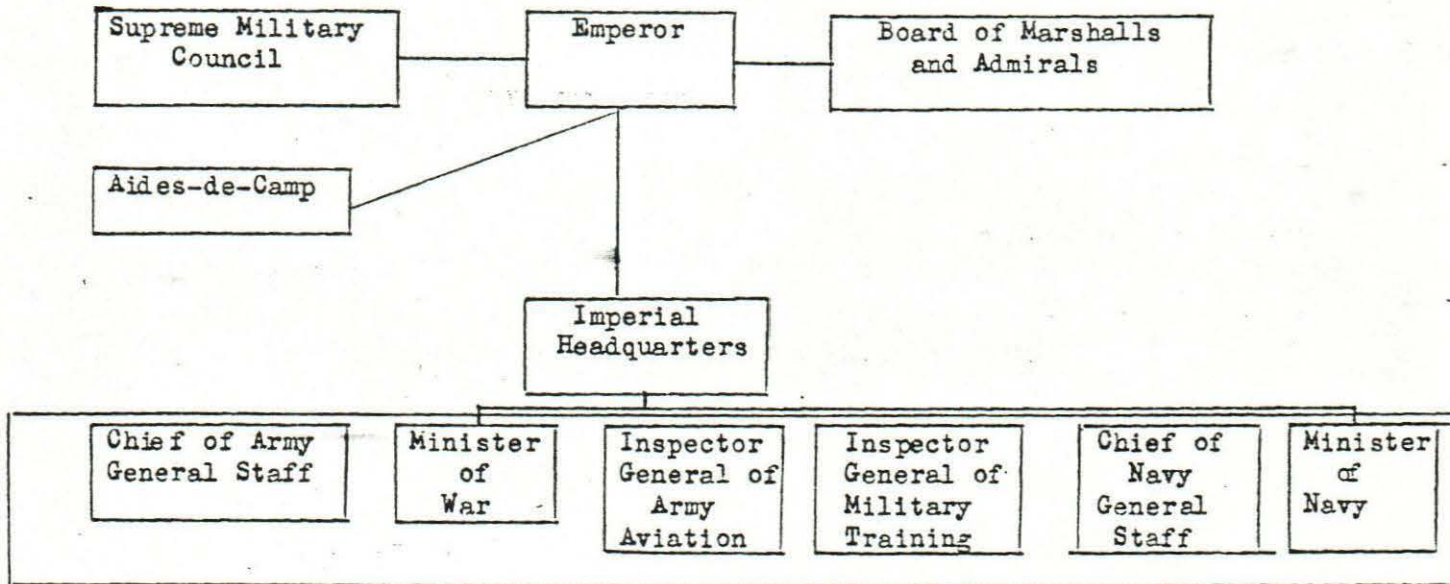 Supreme Military
Council
Emperor
Board of Marshalls
and Admirals
Aides-de-Camp
Imperial
Headquarters
Chief of Army
General Staff
Minister
of
War
Inspector
General of
Army
Aviation
Inspector
General of
Military
Training
Chief of
Navy
General
Staff
Minister
of
Navy